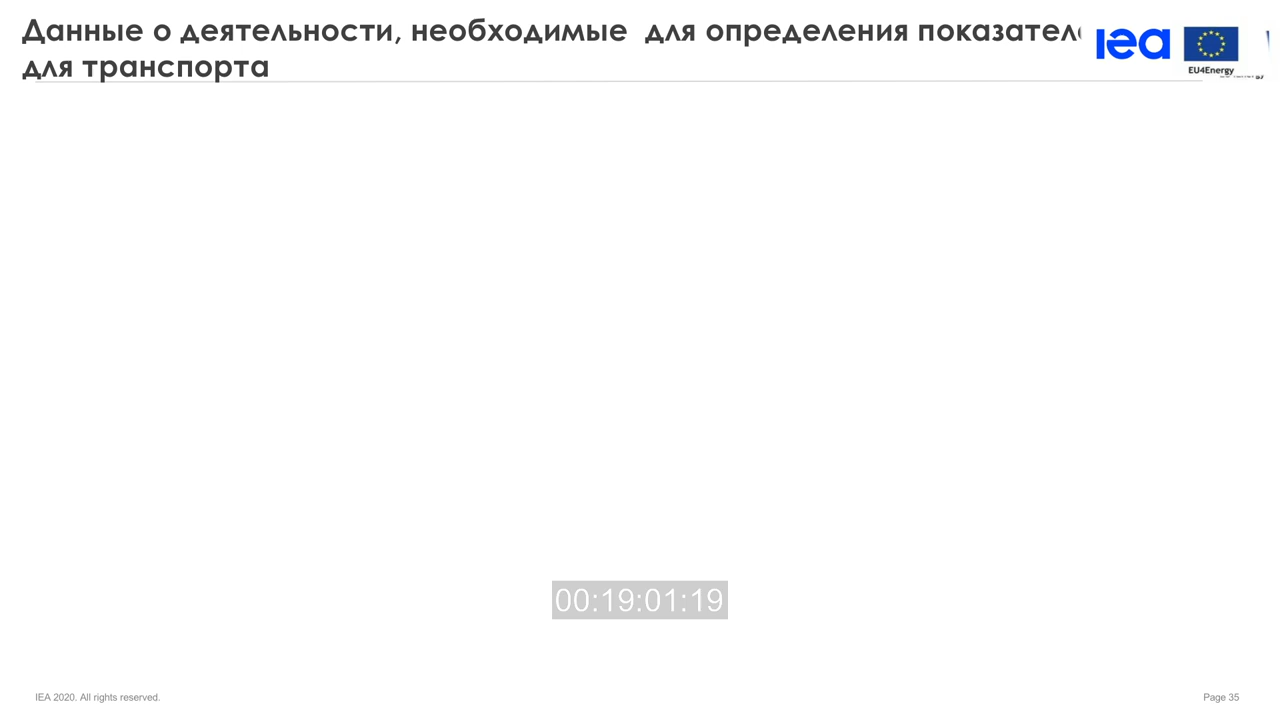 Данные о деятельности, необходимые для определения
для транспорта
iea
EU4Energy
00:19:01:19
IEA 2020. All rights reserved.
Page 35